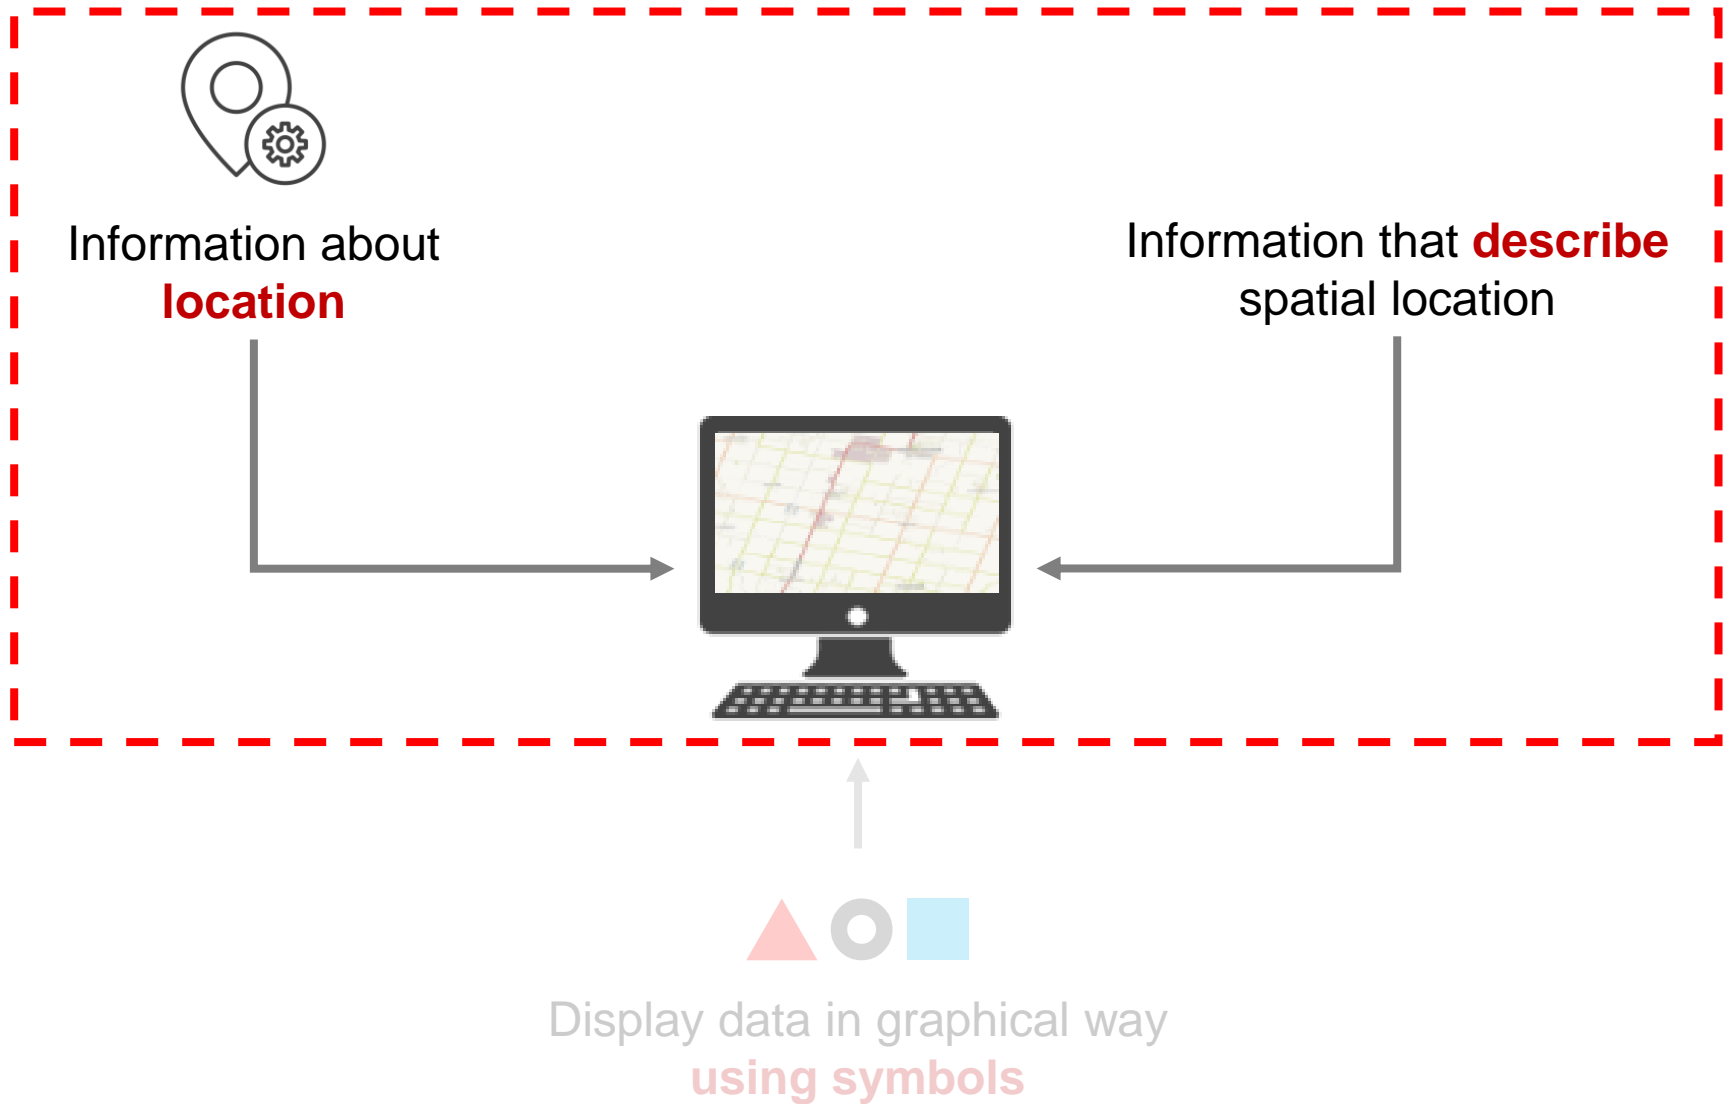 Information about
location
Information that describe
spatial location
Display data in graphical way
using symbols